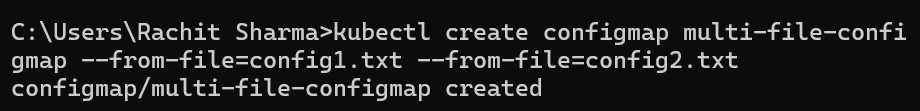 C:\Users\Rachit Sharma>kubectl create configmap multi-file-confi
gmap --from-file=config1.txt --from-file=config2.txt
configmap/multi-file-configmap created